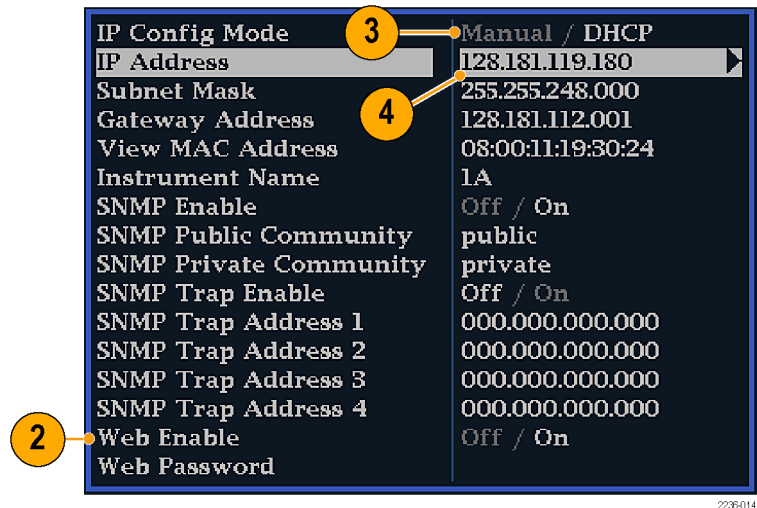 IP Config Mode 3 Manual / DHCP
IP Address 128.181.119.180
Subnet Mask 255.255.248.000
Gateway Address 4 128.181.112.001
View MAC Address 08:00:11:19:30:24
Instrument Name 1A
SNMP Enable Off / On
SNMP Public Community public
SNMP Private Community private
SNMP Trap Enable Off / On
SNMP Trap Address 1 000.000.000.000
SNMP Trap Address 2 000.000.000.000
SNMP Trap Address 3 000.000.000.000
SNMP Trap Address 4 000.000.000.000
2 Web Enable Off / On
Web Password
2236-014